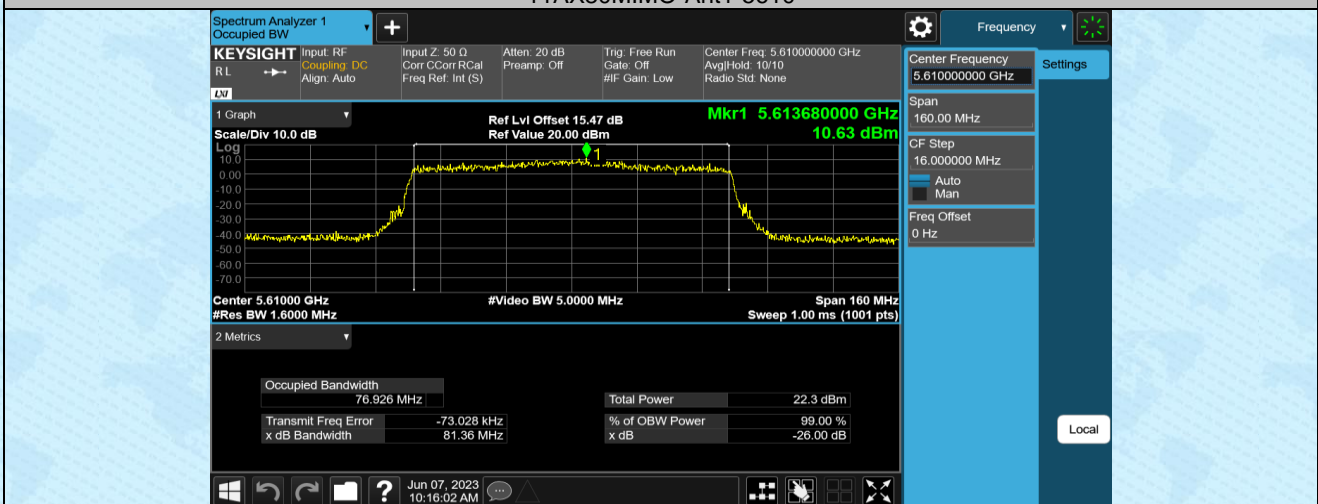 Spectrum Analyzer 1
Occupied BW
Frequency
KEYSIGHT
R L
LXI
Input: RF
Coupling: DC
Align: Auto
Input Z: 50 Ω
Corr CCorr RCal
Freq Ref: Int (S)
Atten: 20 dB
Preamp: Off
Trig: Free Run
Gate: Off
#IF Gain: Low
Center Freq: 5.610000000 GHz
Avg|Hold: 10/10
Radio Std: None
Center Frequency
5.610000000 GHz
Settings
Span
160.00 MHz
CF Step
16.000000 MHz
Auto
Man
Freq Offset
0 Hz
1 Graph
Scale/Div 10.0 dB
Ref Lvl Offset 15.47 dB
Ref Value 20.00 dBm
Mkr1 5.613680000 GHz
10.63 dBm
Log
10.0
0.00
-10.0
-20.0
-30.0
-40.0
-50.0
-60.0
-70.0
1
Center 5.61000 GHz
#Res BW 1.6000 MHz
#Video BW 5.0000 MHz
Span 160 MHz
Sweep 1.00 ms (1001 pts)
2 Metrics
Occupied Bandwidth
76.926 MHz
Transmit Freq Error -73.028 kHz
x dB Bandwidth 81.36 MHz
Total Power 22.3 dBm
% of OBW Power 99.00 %
x dB -26.00 dB
Local
?
Jun 07, 2023
10:16:02 AM